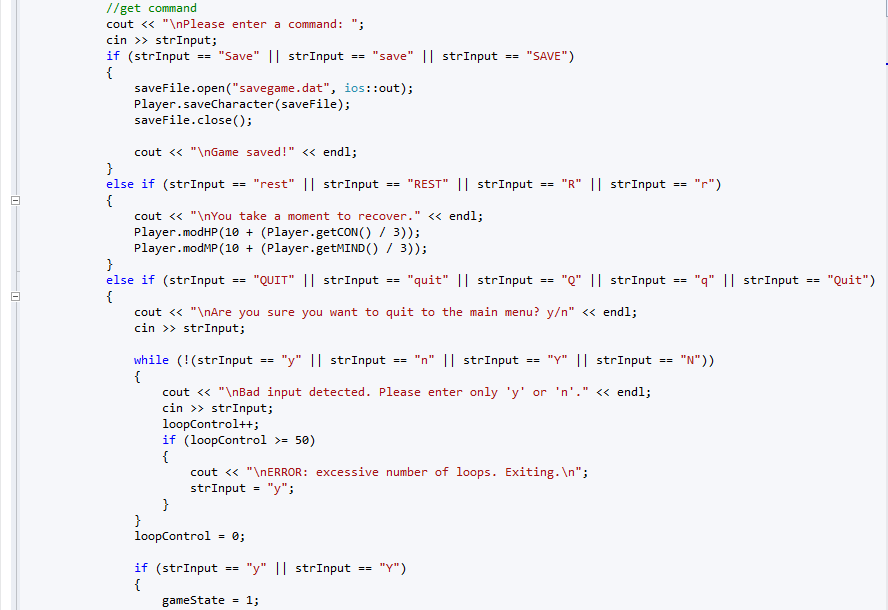 //get command
cout << "\nPlease enter a command: ";
cin >> strInput;
if (strInput == "Save" || strInput == "save" || strInput == "SAVE")
{
saveFile.open("savegame.dat", ios::out);
Player.saveCharacter(saveFile);
saveFile.close();
cout << "\nGame saved!" << endl;
}
else if (strInput == "rest" || strInput == "REST" || strInput == "R" || strInput == "r")
{
cout << "\nYou take a moment to recover." << endl;
Player.modHP(10 + (Player.getCON() / 3));
Player.modMP(10 + (Player.getMIND() / 3));
}
else if (strInput == "QUIT" || strInput == "quit" || strInput == "Q" || strInput == "q" || strInput == "Quit")
{
cout << "\nAre you sure you want to quit to the main menu? y/n" << endl;
cin >> strInput;
while (!(strInput == "y" || strInput == "n" || strInput == "Y" || strInput == "N"))
{
cout << "\nBad input detected. Please enter only 'y' or 'n'." << endl;
cin >> strInput;
loopControl++;
if (loopControl >= 50)
{
cout << "\nERROR: excessive number of loops. Exiting.\n";
strInput = "y";
}
}
loopControl = 0;
if (strInput == "y" || strInput == "Y")
{
gameState = 1;